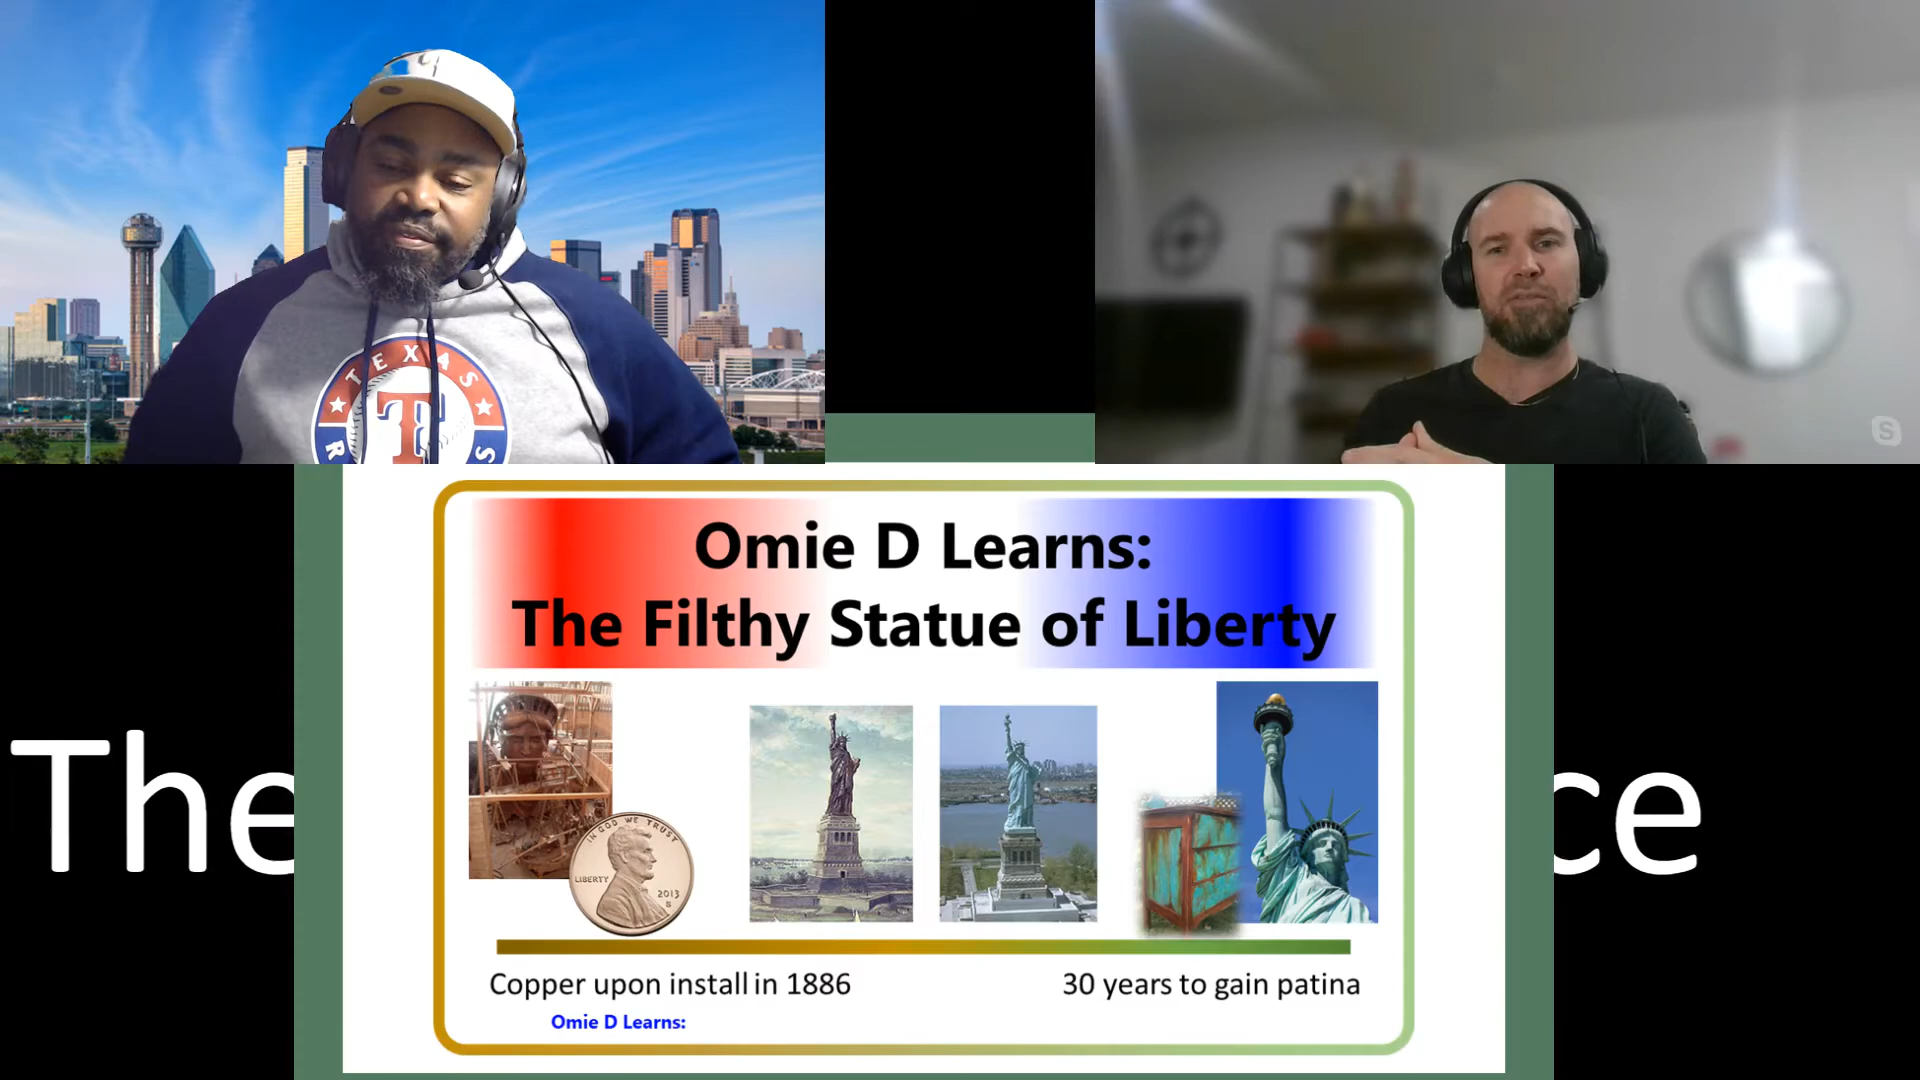 TEXAS
T
R S
S
Omie D Learns:
The Filthy Statue of Liberty
IN GOD WE TRUST
LIBERTY
2013
S
The
ce
Copper upon install in 1886
30 years to gain patina
Omie D Learns: